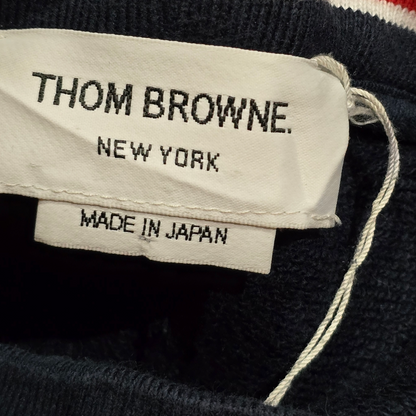 THOM BROWNE.
NEW YORK
MADE IN JAPAN